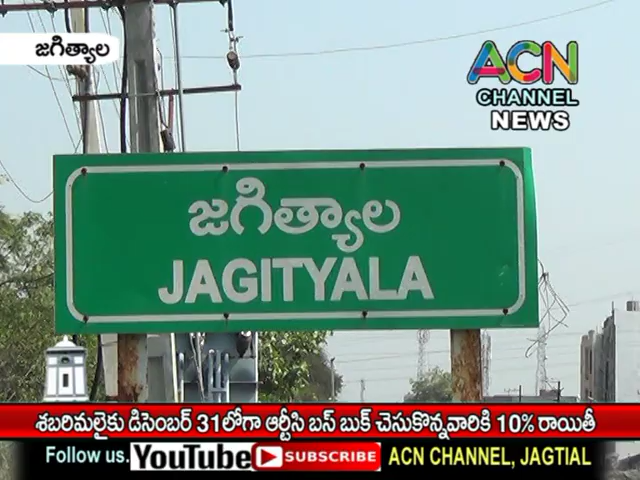 జగిత్యాల
ACN
CHANNEL
NEWS
జగిత్యాల
JAGITYALA
శబరిమలైకు డిసెంబర్ 31లోగా ఆర్టీసి బస్ బుక్ చేసుకొన్నవారికి 10% రాయితీ
Follow us. YouTube SUBSCRIBE ACN CHANNEL, JAGTIAL